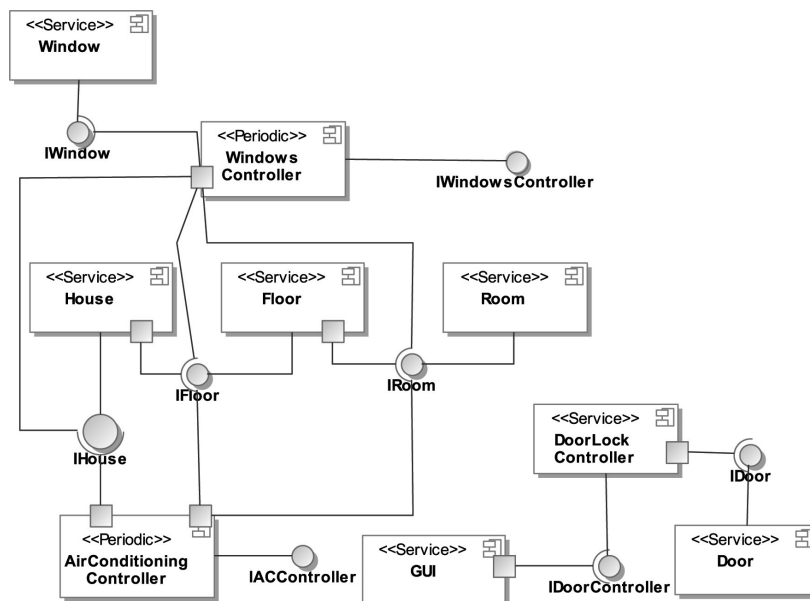 <<Service>>
Window
IWindow
<<Periodic>>
Windows
Controller
IWindowsController
<<Service>>
House
<<Service>>
Floor
<<Service>>
Room
IFloor
IRoom
IHouse
<<Service>>
DoorLock
Controller
IDoor
<<Periodic>>
AirConditioning
Controller
IACController
<<Service>>
GUI
IDoorController
<<Service>>
Door